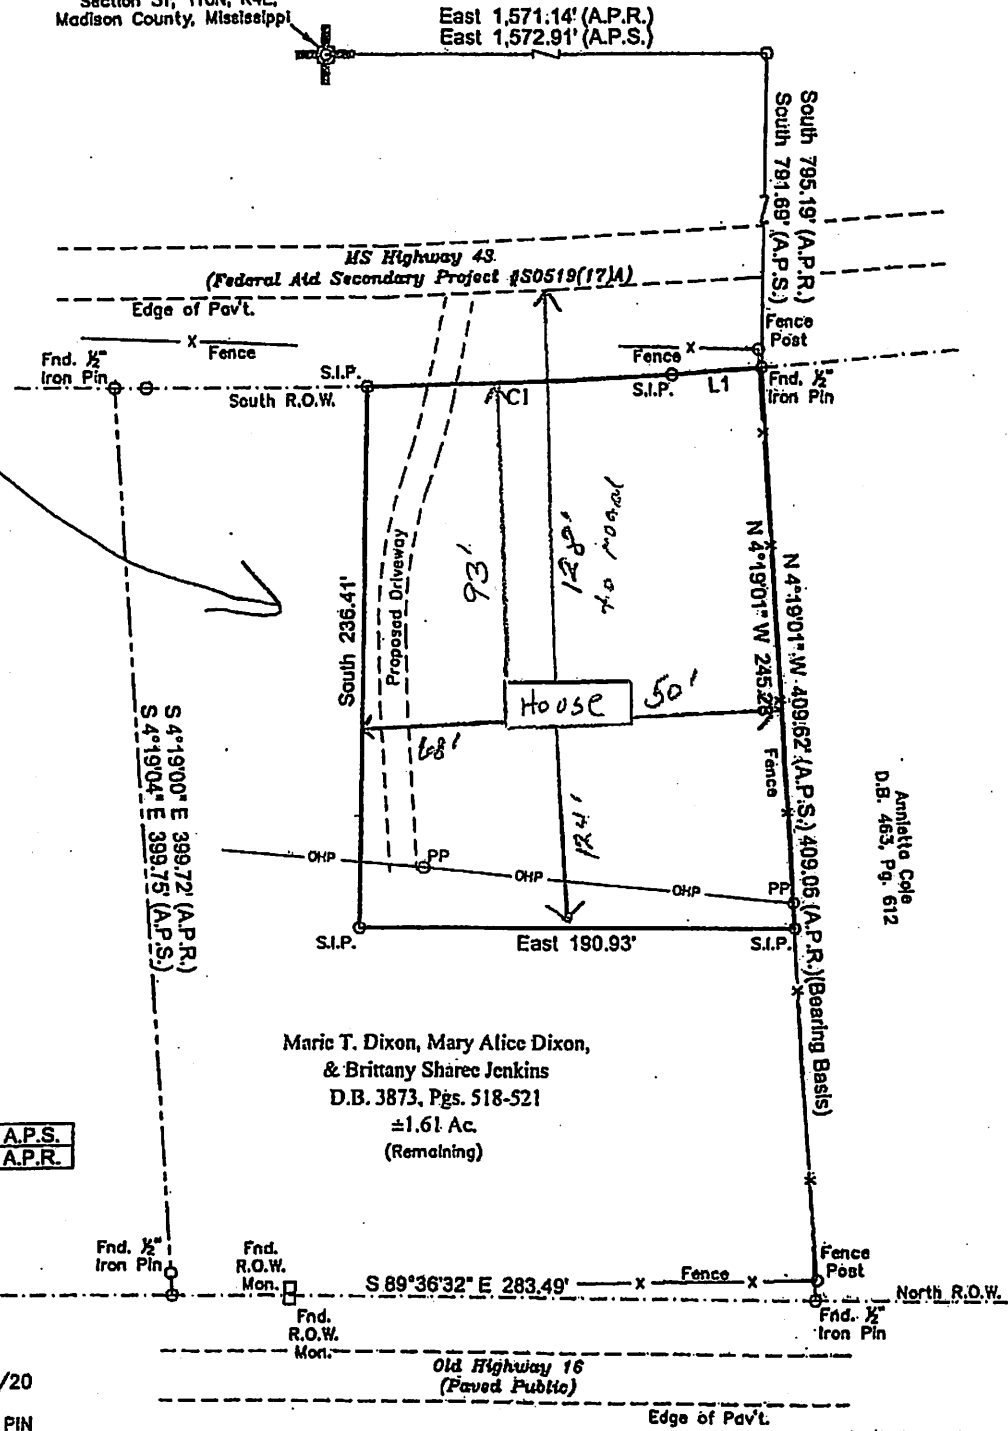 Madison County, Mississippi
East 1,571.14' (A.P.R.)
East 1,572.91' (A.P.S.)
South 795.19' (A.P.R.)
South 791.69' (A.P.S.)
MS Highway 43
(Federal Aid Secondary Project #S0519(17)A)
Edge of Pav't.
Fence
Fence
Post
Fnd. ½"
Iron Pin
S.I.P.
South R.O.W.
C1
Fence
S.I.P.
L1
Fnd. ½"
Iron Pin
93'
128'
to road
Proposed Driveway
South 236.41'
N 4°19'01" W 245.28'
N 4°19'01" W 409.62' (A.P.S.) 409.06 (A.P.R.)(Bearing Basis)
House
50'
68'
Fence
124'
S 4°19'00" E 399.72' (A.P.R.)
S 4°19'04" E 399.75' (A.P.S.)
Annietta Cole
D.B. 463, Pg. 612
OHP
PP
OHP
OHP
PP
S.I.P.
East 190.93'
S.I.P.
Marie T. Dixon, Mary Alice Dixon,
& Brittany Sharee Jenkins
D.B. 3873, Pgs. 518-521
±1.61 Ac.
(Remaining)
A.P.S.
A.P.R.
Fnd. ½"
Iron Pin
Fnd.
R.O.W.
Mon.
S 89°36'32" E 283.49'
Fence
Fence
Post
North R.O.W.
Fnd.
R.O.W.
Mon.
Fnd. ½"
Iron Pin
Old Highway 16
(Paved Public)
Edge of Pav't.
/20
PIN